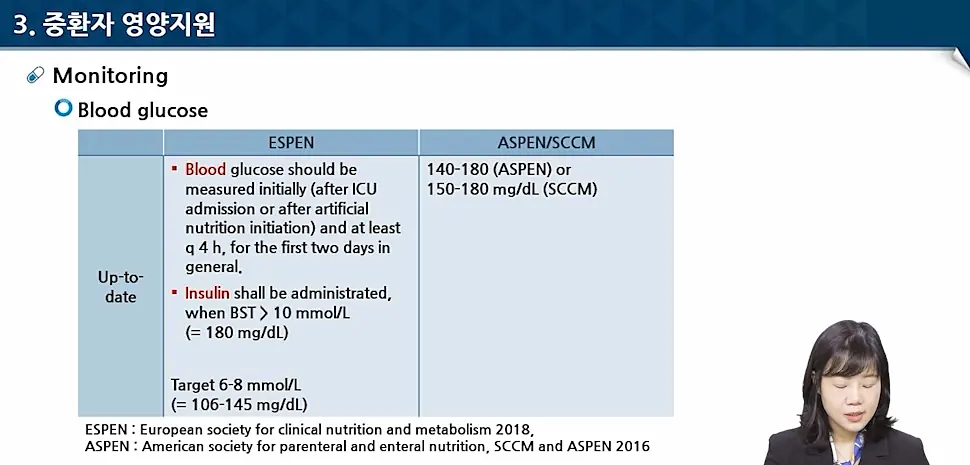 3. 중환자 영양지원
Monitoring
Blood glucose
ESPEN
ASPEN/SCCM
Up-to-
date
Blood glucose should be
measured initially (after ICU
admission or after artificial
nutrition initiation) and at least
q 4 h, for the first two days in
general.
Insulin shall be administrated,
when BST > 10 mmol/L
(= 180 mg/dL)
Target 6-8 mmol/L
(= 106-145 mg/dL)
140-180 (ASPEN) or
150-180 mg/dL (SCCM)
ESPEN : European society for clinical nutrition and metabolism 2018,
ASPEN : American society for parenteral and enteral nutrition, SCCM and ASPEN 2016